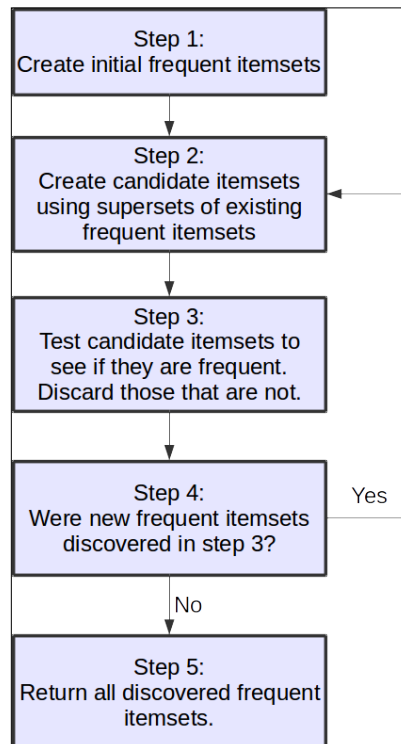 Step 1:
Create initial frequent itemsets
Step 2:
Create candidate itemsets
using supersets of existing
frequent itemsets
Step 3:
Test candidate itemsets to
see if they are frequent.
Discard those that are not.
Step 4:
Were new frequent itemsets
discovered in step 3?
Yes
No
Step 5:
Return all discovered frequent
itemsets.